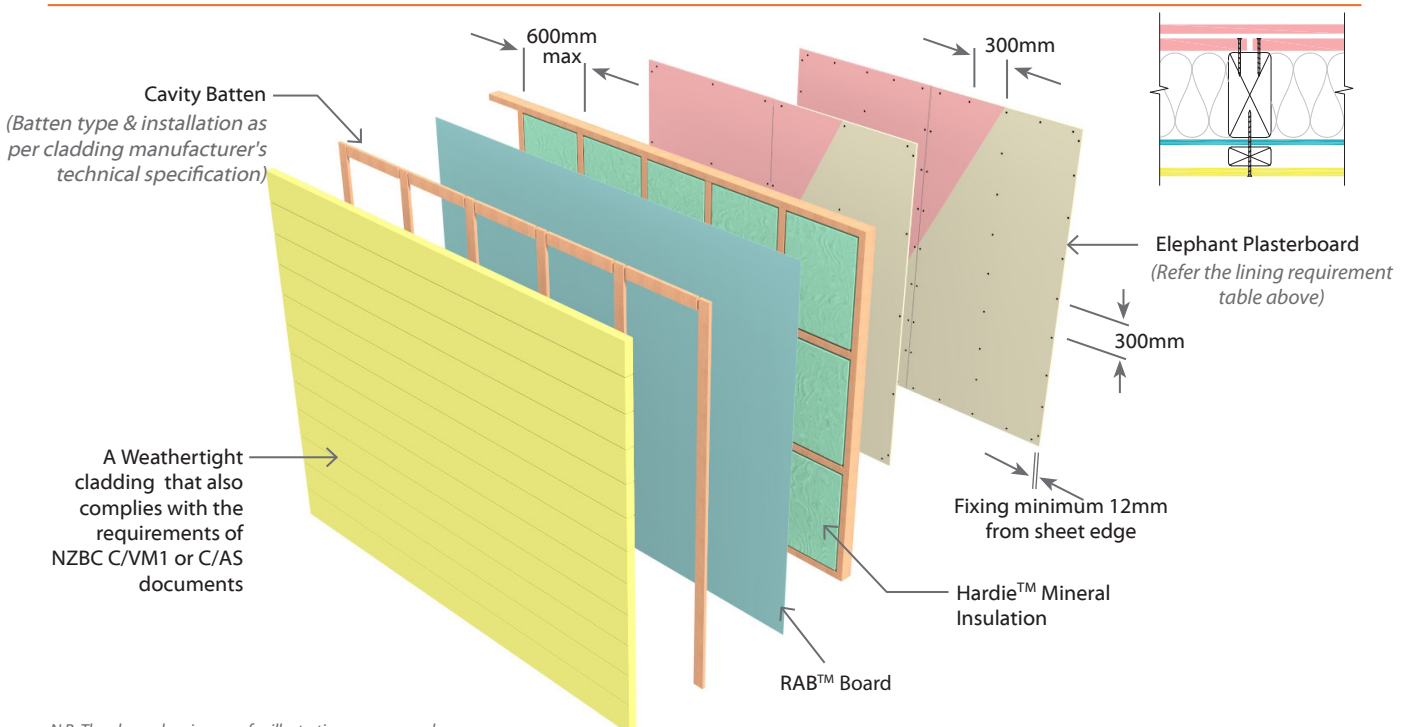 600mm
max
300mm
Cavity Batten
(Batten type & installation as
per cladding manufacturer's
technical specification)
Elephant Plasterboard
(Refer the lining requirement
table above)
300mm
A Weathertight
cladding that also
complies with the
requirements of
NZBC C/VM1 or C/AS
documents
Fixing minimum 12mm
from sheet edge
Hardie™ Mineral
Insulation
RAB™ Board